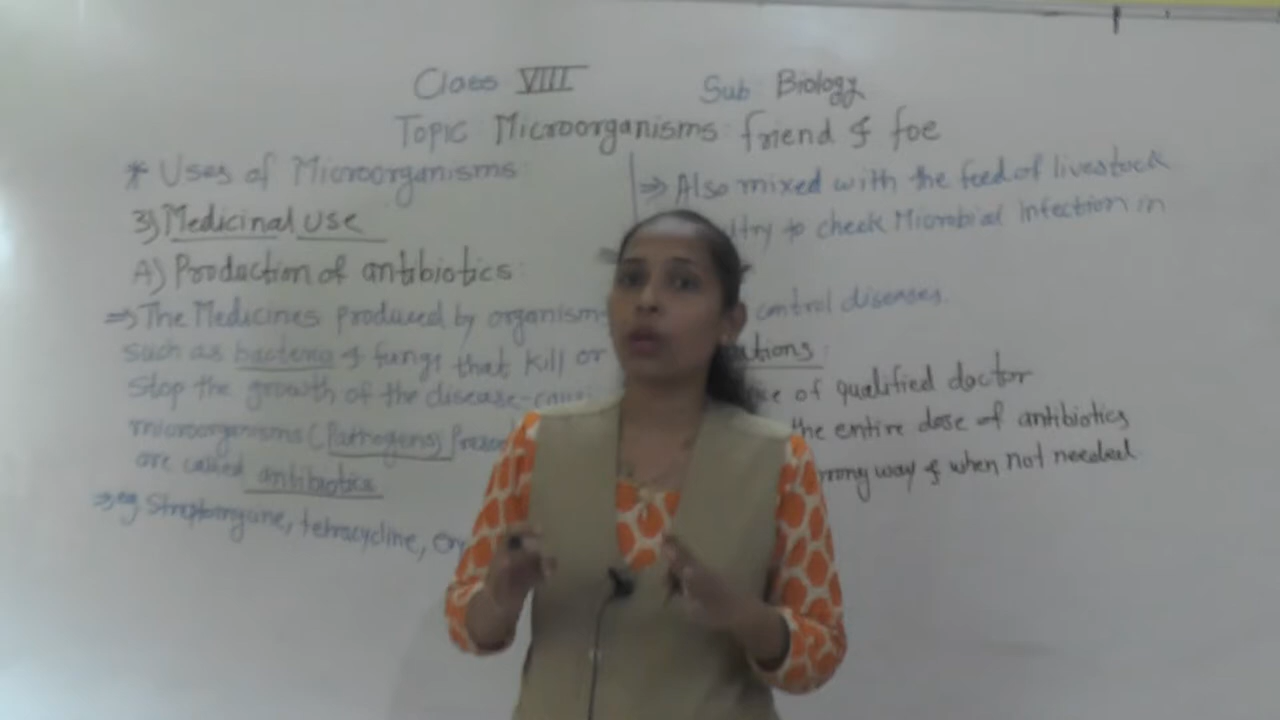 Class VIII Sub Biology
Topic Microorganisms friend & foe
* Uses of Microorganisms
3) Medicinal use
A) Production of antibiotics
⇒ The Medicines produced by organism
such as bacteria & fungi that kill or
stop the growth of the disease-
microorganisms (Pathogens)
are called antibiotics
⇒ eg tetracycline,
⇒ Also mixed with the feed of livestock
to check Microbial infection in
control diseases.
of qualified doctor
the entire dose of antibiotics
way & when not needed